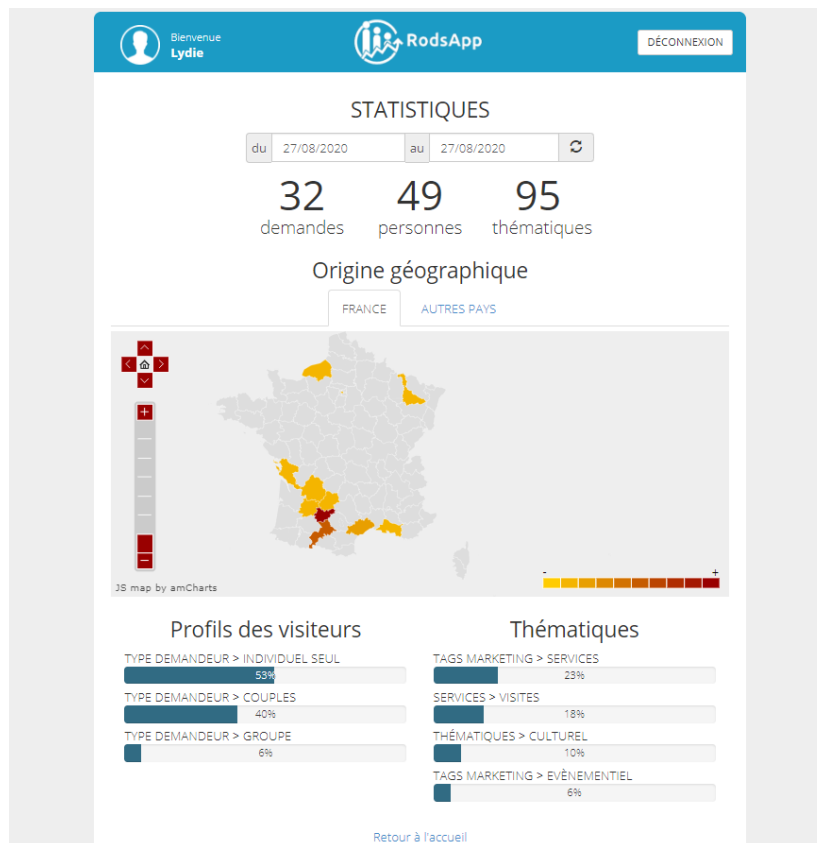 Bienvenue
Lydie
RodsApp
DÉCONNEXION
STATISTIQUES
du 27/08/2020 au 27/08/2020
32 49 95
demandes personnes thématiques
Origine géographique
FRANCE AUTRES PAYS
- +
JS map by amCharts
Profils des visiteurs
TYPE DEMANDEUR > INDIVIDUEL SEUL
53%
TYPE DEMANDEUR > COUPLES
40%
TYPE DEMANDEUR > GROUPE
6%
Thématiques
TAGS MARKETING > SERVICES
23%
SERVICES > VISITES
18%
THÉMATIQUES > CULTUREL
10%
TAGS MARKETING > EVÈNEMENTIEL
6%
Retour à l'accueil